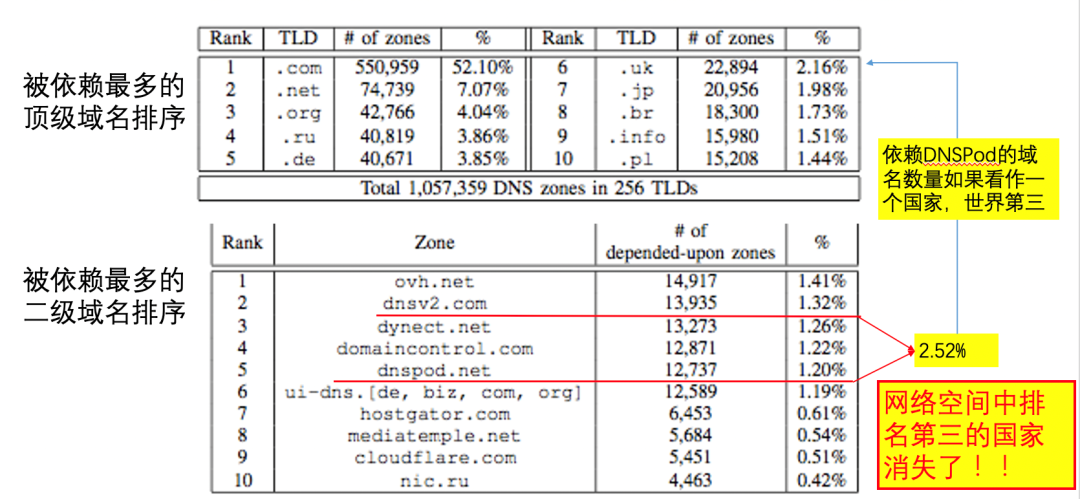 Rank TLD # of zones % Rank TLD # of zones %
1 .com 550,959 52.10% 6 .uk 22,894 2.16%
2 .net 74,739 7.07% 7 .jp 20,956 1.98%
3 .org 42,766 4.04% 8 .br 18,300 1.73%
4 .ru 40,819 3.86% 9 .info 15,980 1.51%
5 .de 40,671 3.85% 10 .pl 15,208 1.44%
Total 1,057,359 DNS zones in 256 TLDs
被依赖最多的
顶级域名排序
依赖DNSPod的域
名数量如果看作一
个国家，世界第三
被依赖最多的
二级域名排序
Rank Zone # of
depended-upon zones %
1 ovh.net 14,917 1.41%
2 dnsv2.com 13,935 1.32%
3 dynect.net 13,273 1.26%
4 domaincontrol.com 12,871 1.22%
5 dnspod.net 12,737 1.20%
6 ui-dns.[de, biz, com, org] 12,589 1.19%
7 hostgator.com 6,453 0.61%
8 mediatemple.net 5,684 0.54%
9 cloudflare.com 5,451 0.51%
10 nic.ru 4,463 0.42%
2.52%
网络空间中排
名第三的国家
消失了！！